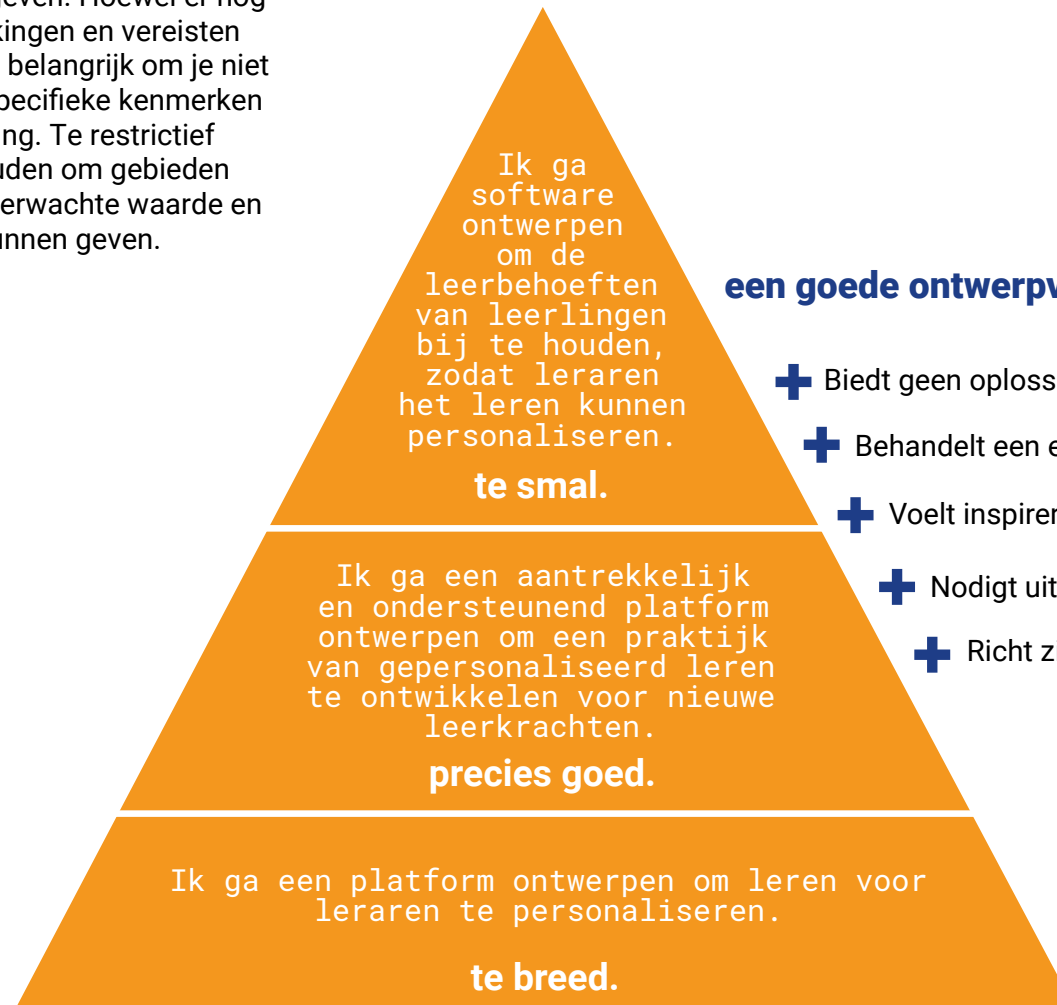 geven. Hoewel er nog
kingen en vereisten
belangrijk om je niet
specifieke kenmerken
ng. Te restrictief
uden om gebieden
erwachte waarde en
unnen geven.
Ik ga
software
ontwerpen
om de
leerbehoeften
van leerlingen
bij te houden,
zodat leraren
het leren kunnen
personaliseren.
te smal.
een goede ontwerpv
Biedt geen oploss
Behandelt een e
Voelt inspirer
Nodigt uit
Richt zi
Ik ga een aantrekkelijk
en ondersteunend platform
ontwerpen om een praktijk
van gepersonaliseerd leren
te ontwikkelen voor nieuwe
leerkrachten.
precies goed.
Ik ga een platform ontwerpen om leren voor
leraren te personaliseren.
te breed.